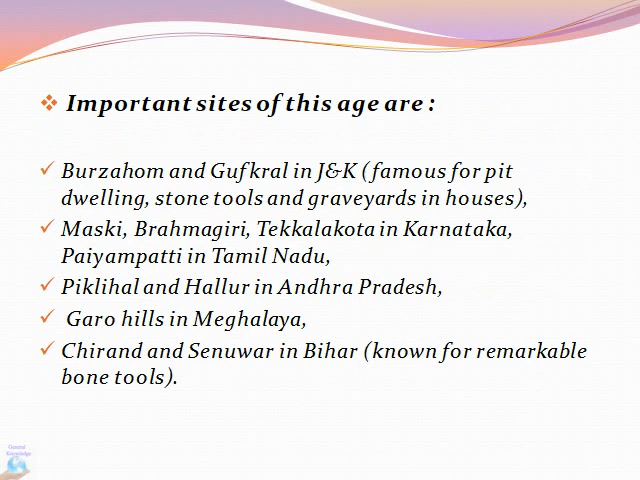 Important sites of this age are :
Burzahom and Gufkral in J&K (famous for pit
dwelling, stone tools and graveyards in houses),
Maski, Brahmagiri, Tekkalakota in Karnataka,
Paiyampatti in Tamil Nadu,
Piklihal and Hallur in Andhra Pradesh,
Garo hills in Meghalaya,
Chirand and Senuwar in Bihar (known for remarkable
bone tools).
General
Knowledge